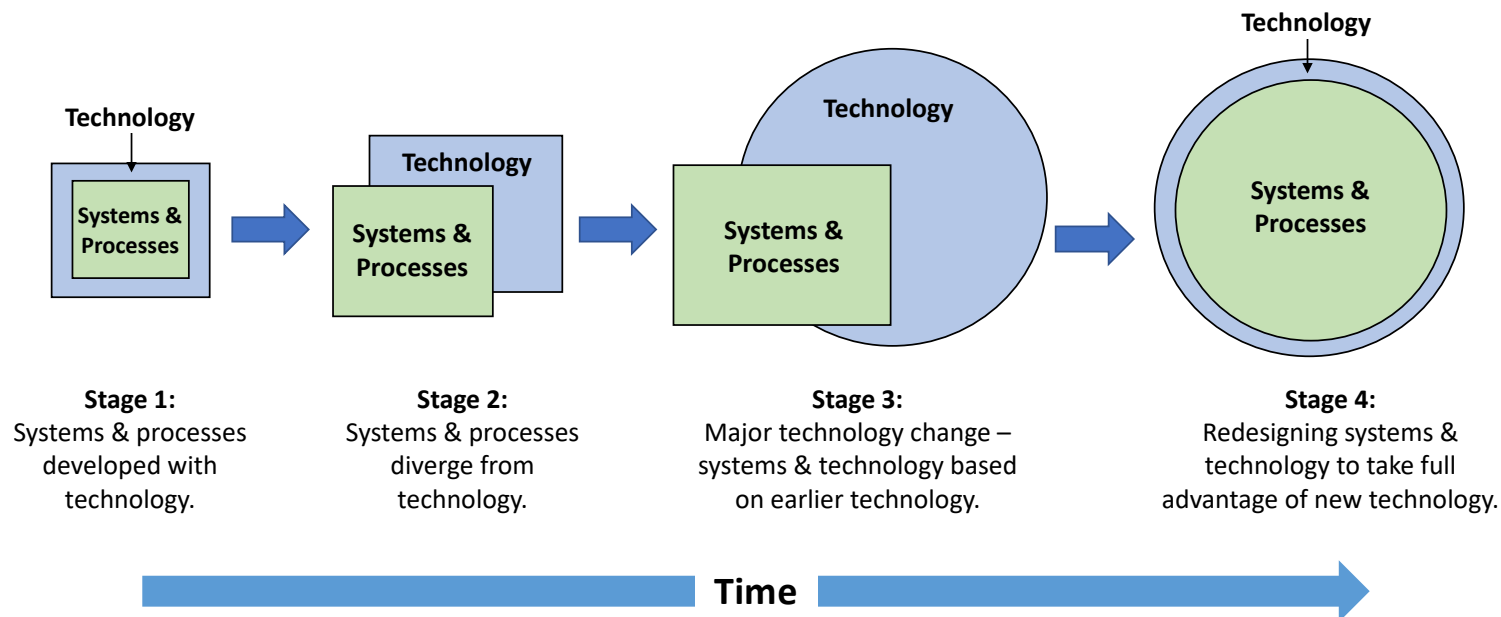 Technology
Systems &
Processes
Technology
Systems &
Processes
Technology
Systems &
Processes
Technology
Systems &
Processes
Stage 1:
Systems & processes
developed with
technology.
Stage 2:
Systems & processes
diverge from
technology.
Stage 3:
Major technology change –
systems & technology based
on earlier technology.
Stage 4:
Redesigning systems &
technology to take full
advantage of new technology.
Time